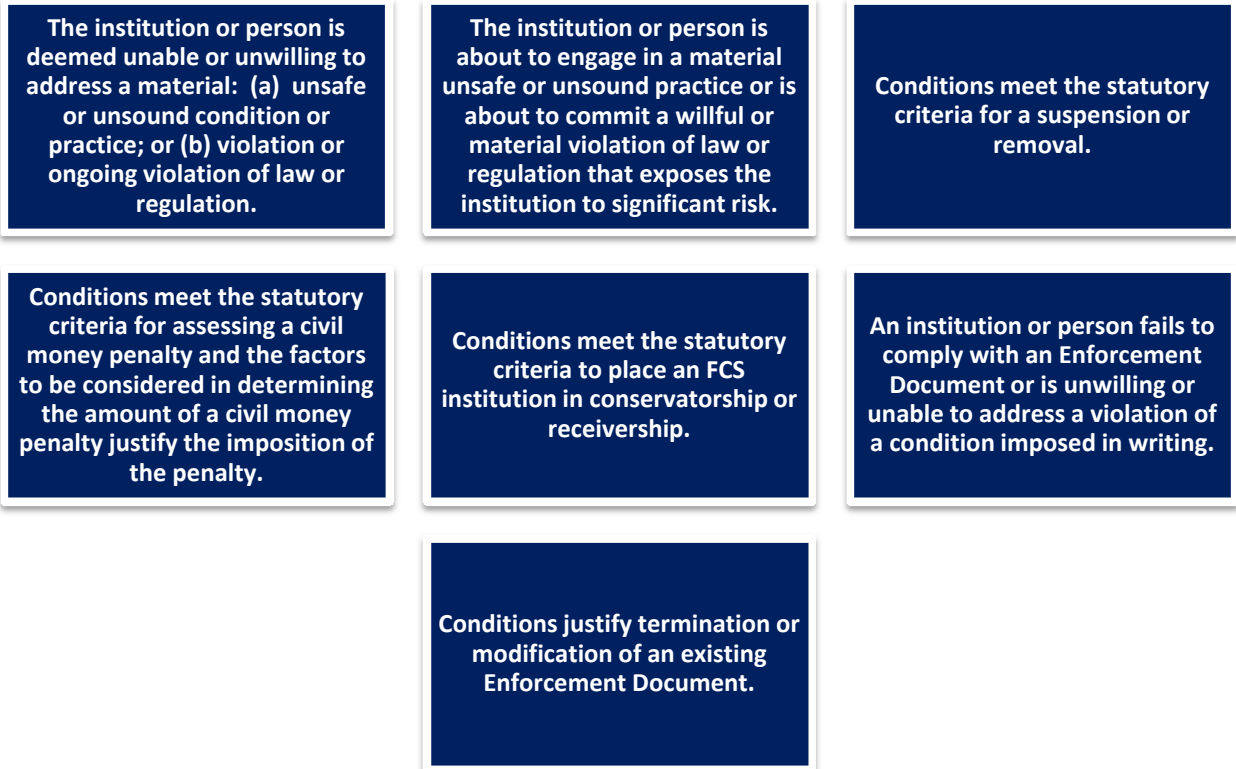 The institution or person is
deemed unable or unwilling to
address a material:  (a)  unsafe
or unsound condition or
practice; or (b) violation or
ongoing violation of law or
regulation.
The institution or person is
about to engage in a material
unsafe or unsound practice or is
about to commit a willful or
material violation of law or
regulation that exposes the
institution to significant risk.
Conditions meet the statutory
criteria for a suspension or
removal.
Conditions meet the statutory
criteria for assessing a civil
money penalty and the factors
to be considered in determining
the amount of a civil money
penalty justify the imposition of
the penalty.
Conditions meet the statutory
criteria to place an FCS
institution in conservatorship or
receivership.
An institution or person fails to
comply with an Enforcement
Document or is unwilling or
unable to address a violation of
a condition imposed in writing.
Conditions justify termination or
modification of an existing
Enforcement Document.